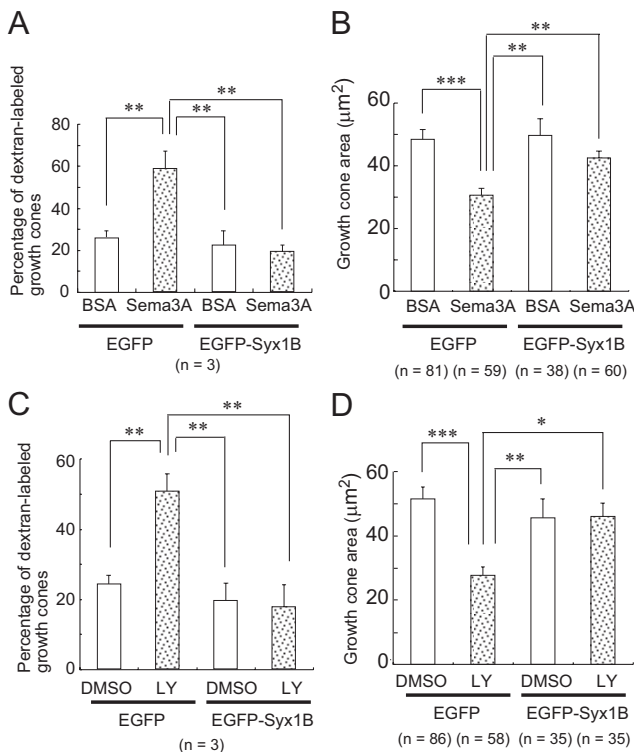 A
Percentage of dextran-labeled
growth cones
80
60
40
20
0
**
**
**
BSA Sema3A BSA Sema3A
EGFP EGFP-Syx1B
(n = 3)
B
Growth cone area (μm2)
60
40
20
0
***
**
**
BSA Sema3A BSA Sema3A
EGFP EGFP-Syx1B
(n = 81) (n = 59) (n = 38) (n = 60)
C
Percentage of dextran-labeled
growth cones
60
40
20
0
**
**
**
DMSO LY DMSO LY
EGFP EGFP-Syx1B
(n = 3)
D
Growth cone area (μm2)
60
40
20
0
***
**
*
DMSO LY DMSO LY
EGFP EGFP-Syx1B
(n = 86) (n = 58) (n = 35) (n = 35)